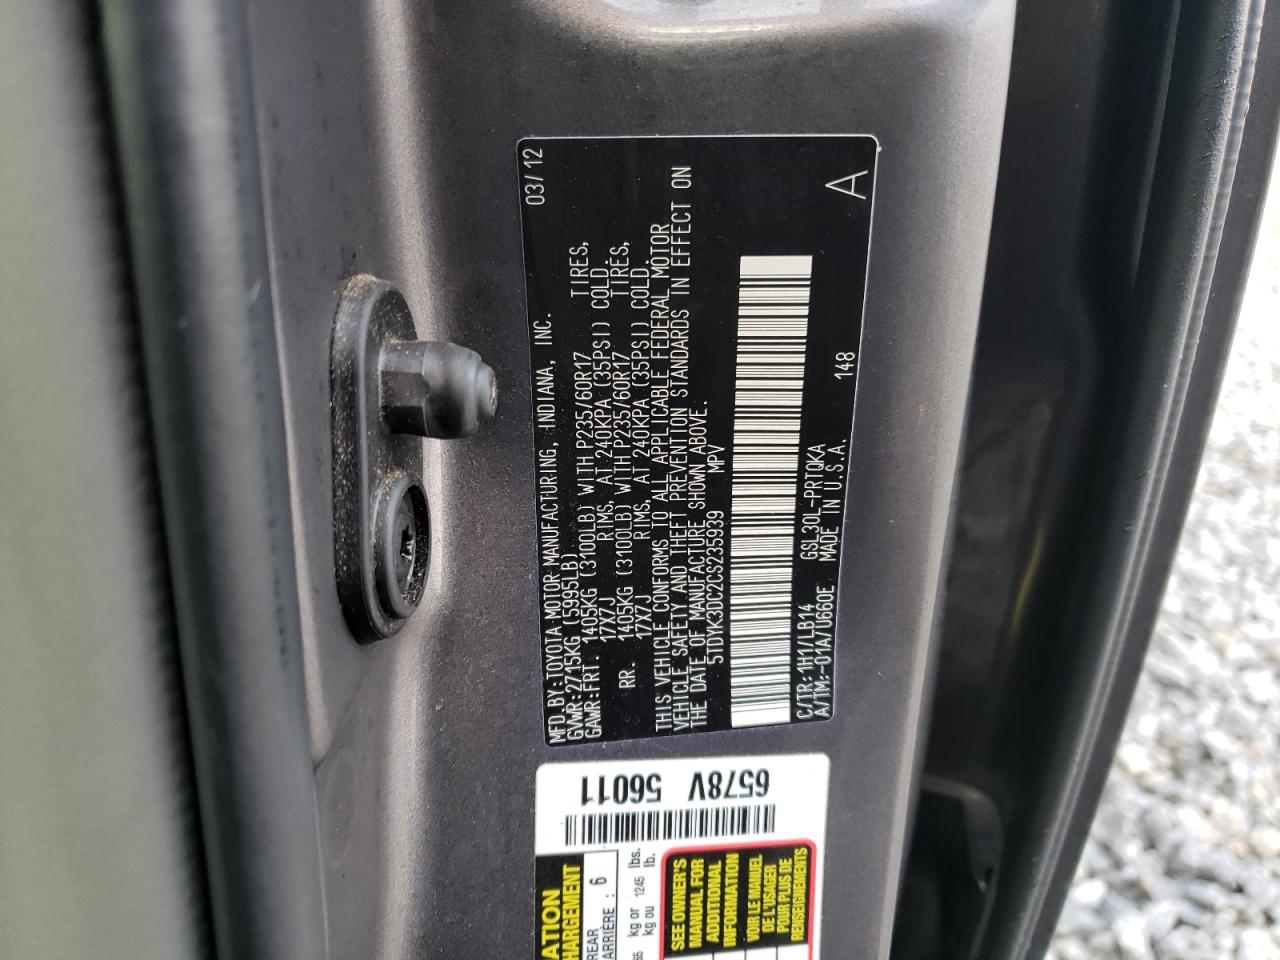 03/12
MFD.BY:TOYOTA MOTOR MANUFACTURING, INDIANA, INC.
GVWR:2715KG (5995LB)
GAWR:FRT. 1405KG (3100LB) WITH P235/60R17 TIRES,
17X7J RIMS, AT 240KPA (35PSI) COLD.
RR. 1405KG (3100LB) WITH P235/60R17 TIRES,
17X7J RIMS, AT 240KPA (35PSI) COLD.
THIS VEHICLE CONFORMS TO ALL APPLICABLE FEDERAL MOTOR
VEHICLE SAFETY AND THEFT PREVENTION STANDARDS IN EFFECT ON
THE DATE OF MANUFACTURE SHOWN ABOVE.
5TDYK3DC2CS235939 MPV
C/TR:1H1/LB14 GSL30L-PRTQKA 148 A
A/TM:-01A/U660E MADE IN U.S.A.
6578V 56011
REAR
ARRIÈRE : 6
kg or 1245 lbs.
kg ou lb.
SEE OWNER'S
MANUAL FOR
ADDITIONAL
INFORMATION
VOIR LE MANUEL
DE L'USAGER
POUR PLUS DE
RENSEIGNEMENTS